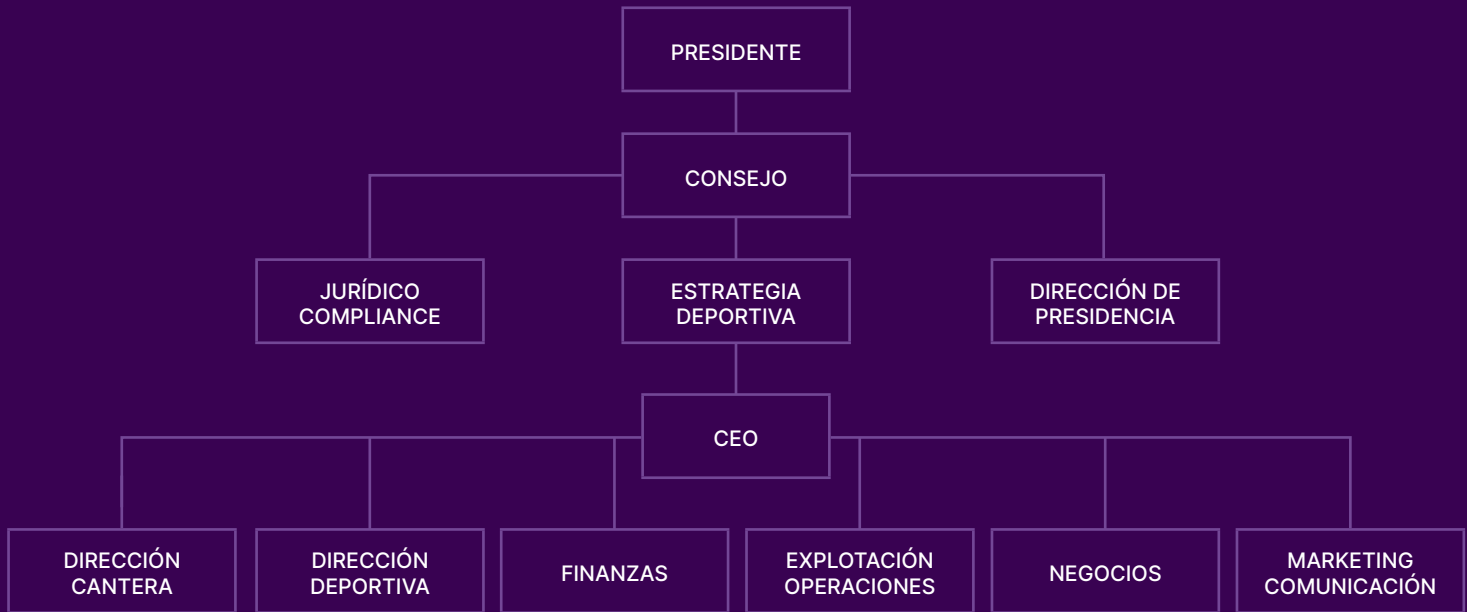 PRESIDENTE
CONSEJO
JURÍDICO
COMPLIANCE
ESTRATEGIA
DEPORTIVA
DIRECCIÓN DE
PRESIDENCIA
CEO
DIRECCIÓN
CANTERA
DIRECCIÓN
DEPORTIVA
FINANZAS
EXPLOTACIÓN
OPERACIONES
NEGOCIOS
MARKETING
COMUNICACIÓN